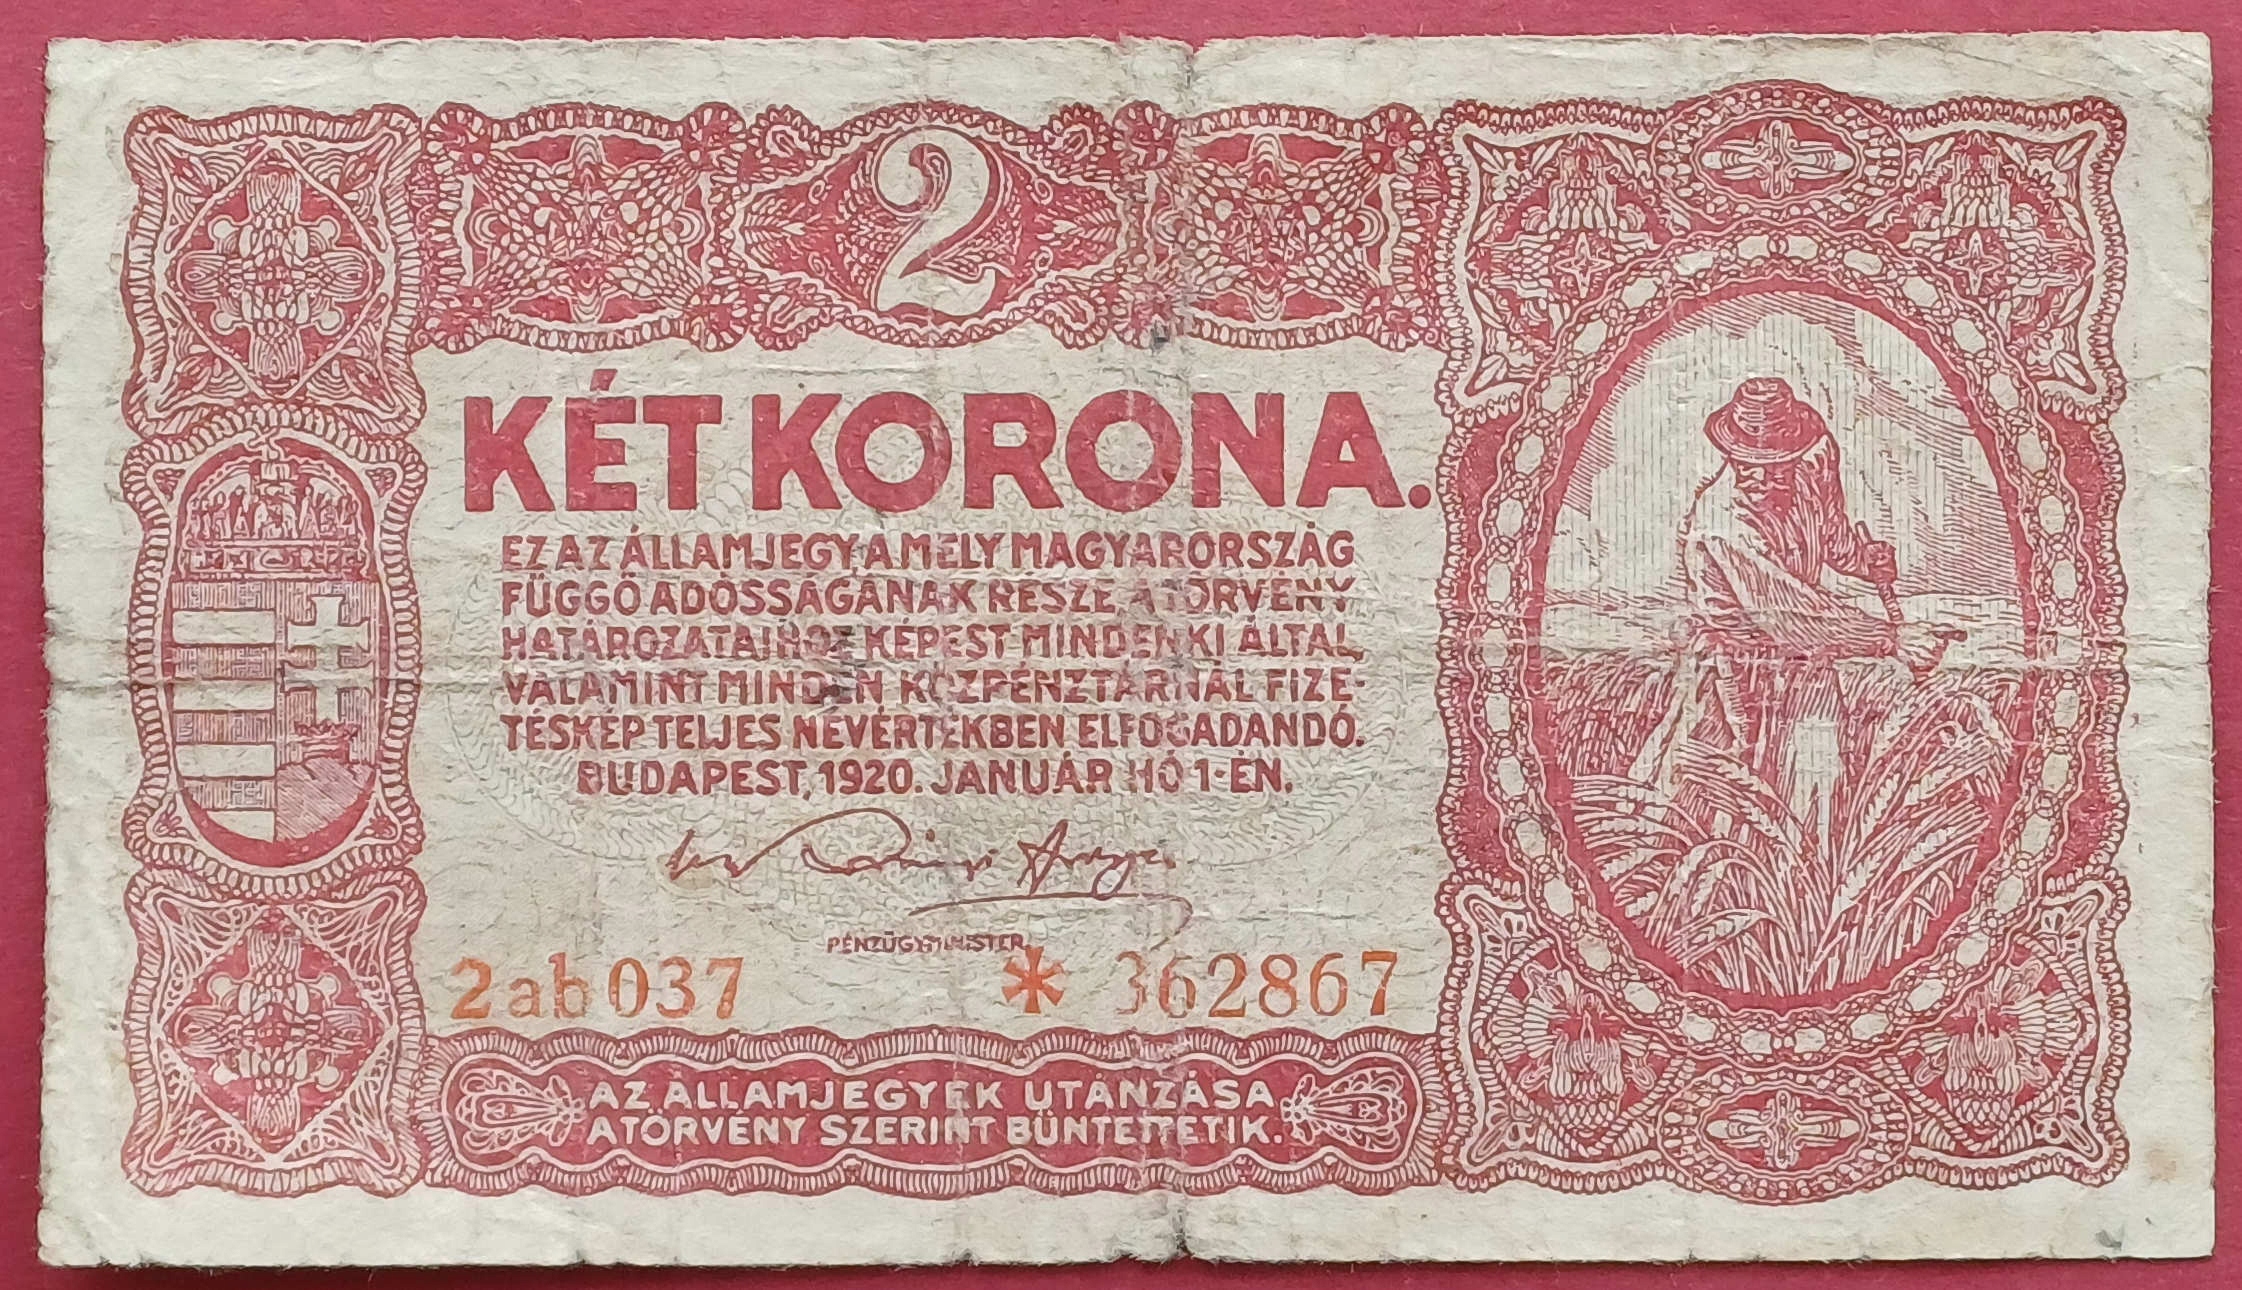 2
KÉT KORONA.
EZ AZ ÁLLAMJEGY, A MELY MAGYARORSZÁG
FÜGGŐ ADÓSSÁGÁNAK RÉSZE, A TÖRVÉNY
HATÁROZATAIHOZ KÉPEST MINDENKI ÁLTAL,
VALAMINT MINDEN KÖZPÉNZTÁRNÁL FIZE-
TÉSKÉP TELJES NÉVÉRTÉKBEN ELFOGADANDÓ.
BUDAPEST, 1920. JANUÁR HÓ 1-ÉN.
PÉNZÜGYMINISTER.
2ab037 * 362867
AZ ÁLLAMJEGYEK UTÁNZÁSA
A TÖRVÉNY SZERINT BÜNTETTETIK.